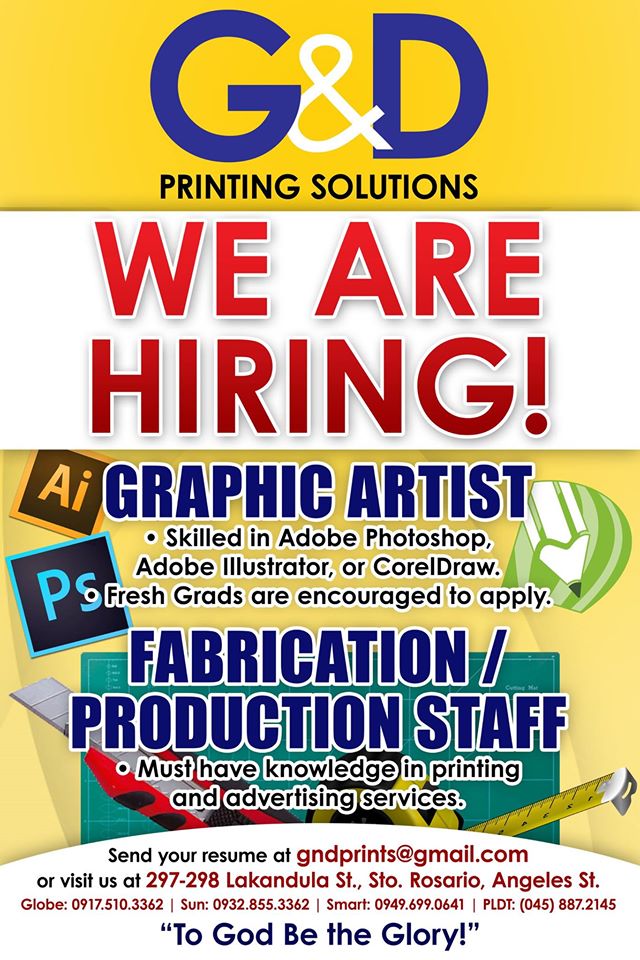 G&D
PRINTING SOLUTIONS
WE ARE
HIRING!
Ai
GRAPHIC ARTIST
• Skilled in Adobe Photoshop,
Adobe Illustrator, or CorelDraw.
Ps
• Fresh Grads are encouraged to apply.
FABRICATION /
Cutting Mat
PRODUCTION STAFF
• Must have knowledge in printing
and advertising services.
Send your resume at gndprints@gmail.com
or visit us at 297-298 Lakandula St., Sto. Rosario, Angeles St.
Globe: 0917.510.3362 | Sun: 0932.855.3362 | Smart: 0949.699.0641 | PLDT: (045) 887.2145
“To God Be the Glory!”